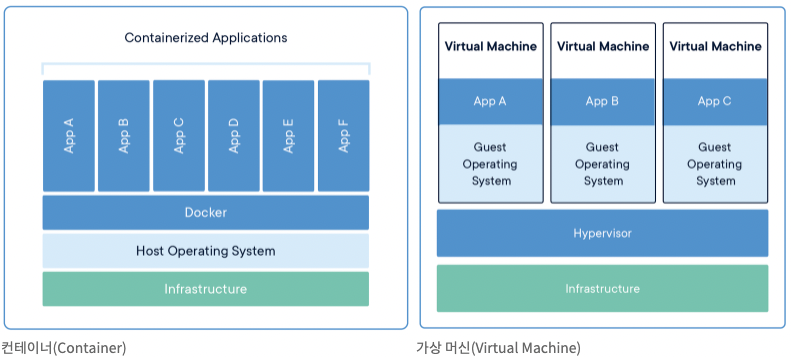 Containerized Applications
App A
App B
App C
App D
App E
App F
Docker
Host Operating System
Infrastructure
컨테이너(Container)
Virtual Machine
App A
Guest
Operating
System
Virtual Machine
App B
Guest
Operating
System
Virtual Machine
App C
Guest
Operating
System
Hypervisor
Infrastructure
가상 머신(Virtual Machine)